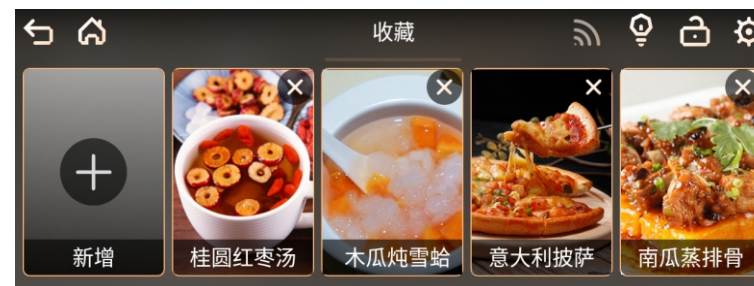 收藏
新增
桂圆红枣汤
木瓜炖雪蛤
意大利披萨
南瓜蒸排骨